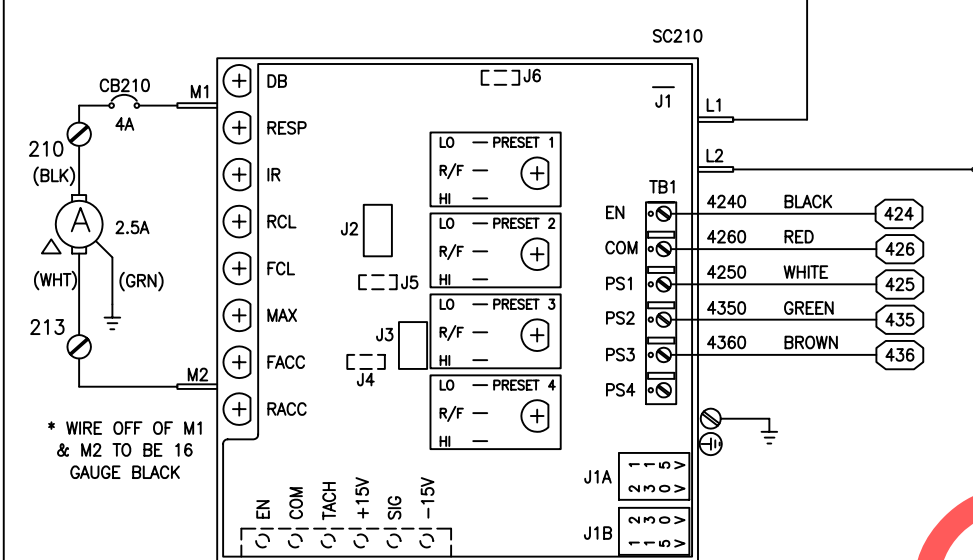 SC210
CB210
4A
M1
210
(BLK)
A
2.5A
(WHT)
(GRN)
213
M2
* WIRE OFF OF M1
& M2 TO BE 16
GAUGE BLACK
DB
RESP
IR
RCL
FCL
MAX
FACC
RACC
J6
J1
L1
L2
LO — PRESET 1
R/F —
HI —
LO — PRESET 2
R/F —
HI —
LO — PRESET 3
R/F —
HI —
LO — PRESET 4
R/F —
HI —
J2
J5
J3
J4
TB1
EN 4240 BLACK 424
COM 4260 RED 426
PS1 4250 WHITE 425
PS2 4350 GREEN 435
PS3 4360 BROWN 436
PS4
J1A
115V
230V
J1B
230V
115V
EN
COM
TACH
+15V
SIG
-15V